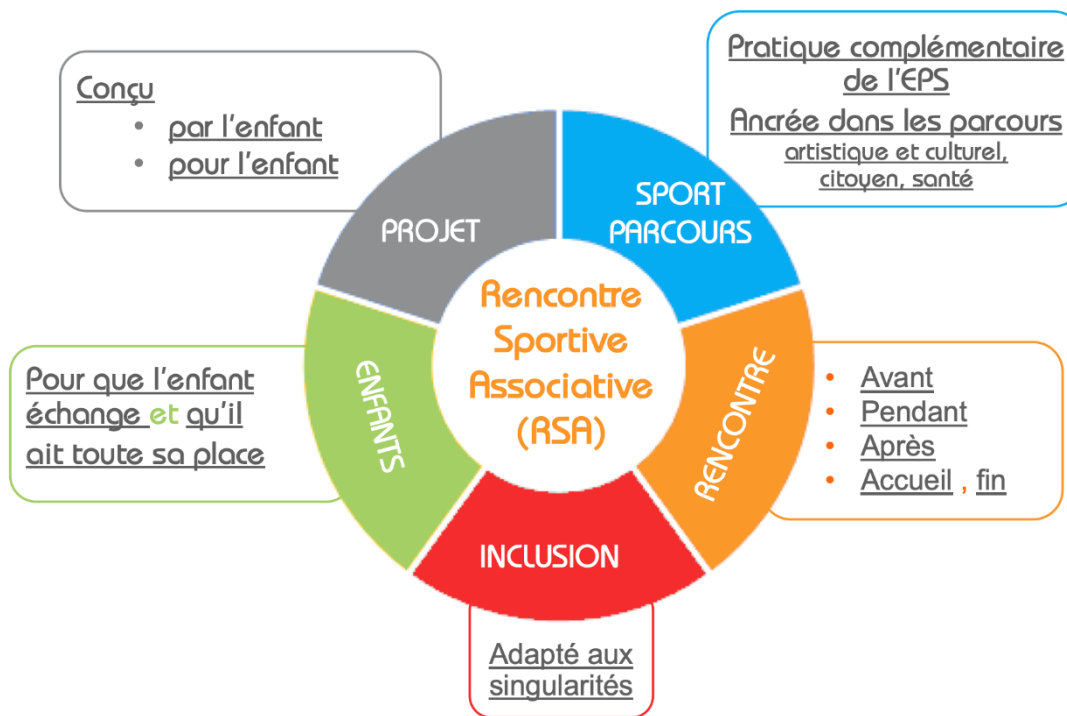 Conçu
• par l'enfant
• pour l'enfant
Pratique complémentaire
de l'EPS
Ancrée dans les parcours
artistique et culturel,
citoyen, santé
PROJET
SPORT
PARCOURS
Rencontre
Sportive
Associative
(RSA)
ENFANTS
RENCONTRE
INCLUSION
Pour que l'enfant
échange et qu'il
ait toute sa place
• Avant
• Pendant
• Après
• Accueil , fin
Adapté aux
singularités